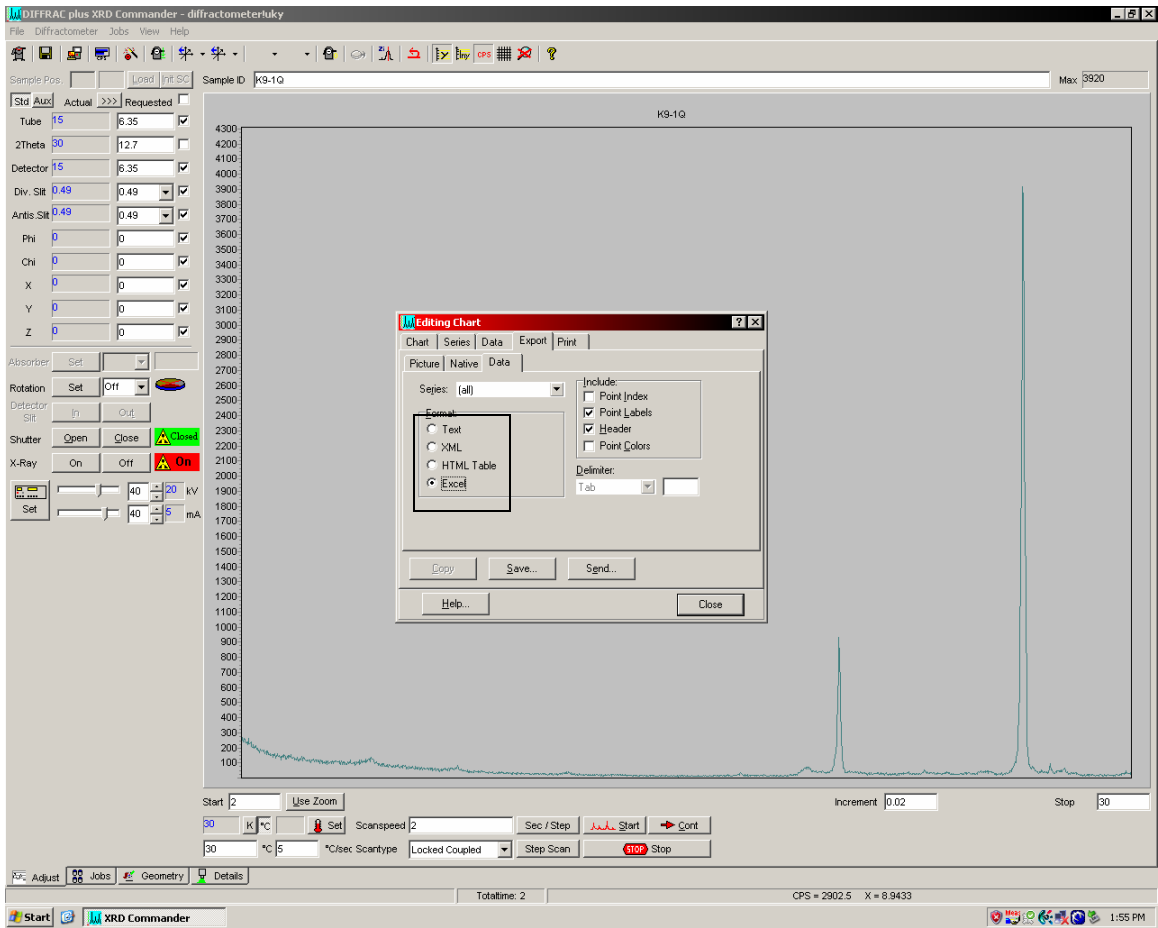 DIFFRAC plus XRD Commander - diffractometer!uky
File Diffractometer Jobs View Help
Sample Pos: Load Init SC Sample ID K9-1Q Max 3920
Std Aux Actual >>> Requested
Tube 15 6.35
2Theta 30 12.7
Detector 15 6.35
Div. Slit 0.49 0.49
Antis.Slit 0.49 0.49
Phi 0 0
Chi 0 0
X 0 0
Y 0 0
Z 0 0
Absorber Set
Rotation Set Off
Detector Slit In Out
Shutter Open Close Closed
X-Ray On Off On
40 20 kV
Set 40 5 mA
K9-1Q
4300
4200
4100
4000
3900
3800
3700
3600
3500
3400
3300
3200
3100
3000
2900
2800
2700
2600
2500
2400
2300
2200
2100
2000
1900
1800
1700
1600
1500
1400
1300
1200
1100
1000
900
800
700
600
500
400
300
200
100
Editing Chart
Chart Series Data Export Print
Picture Native Data
Series: (all)
Format:
Text
XML
HTML Table
Excel
Include:
Point Index
Point Labels
Header
Point Colors
Delimiter:
Tab
Copy Save... Send...
Help... Close
Start 2 Use Zoom Increment 0.02 Stop 30
30 K °C Set Scanspeed 2 Sec / Step Start Cont
30 °C 5 °C/sec Scantype Locked Coupled Step Scan STOP Stop
Adjust Jobs Geometry Details
Totaltime: 2 CPS = 2902.5 X = 8.9433
Start XRD Commander 1:55 PM